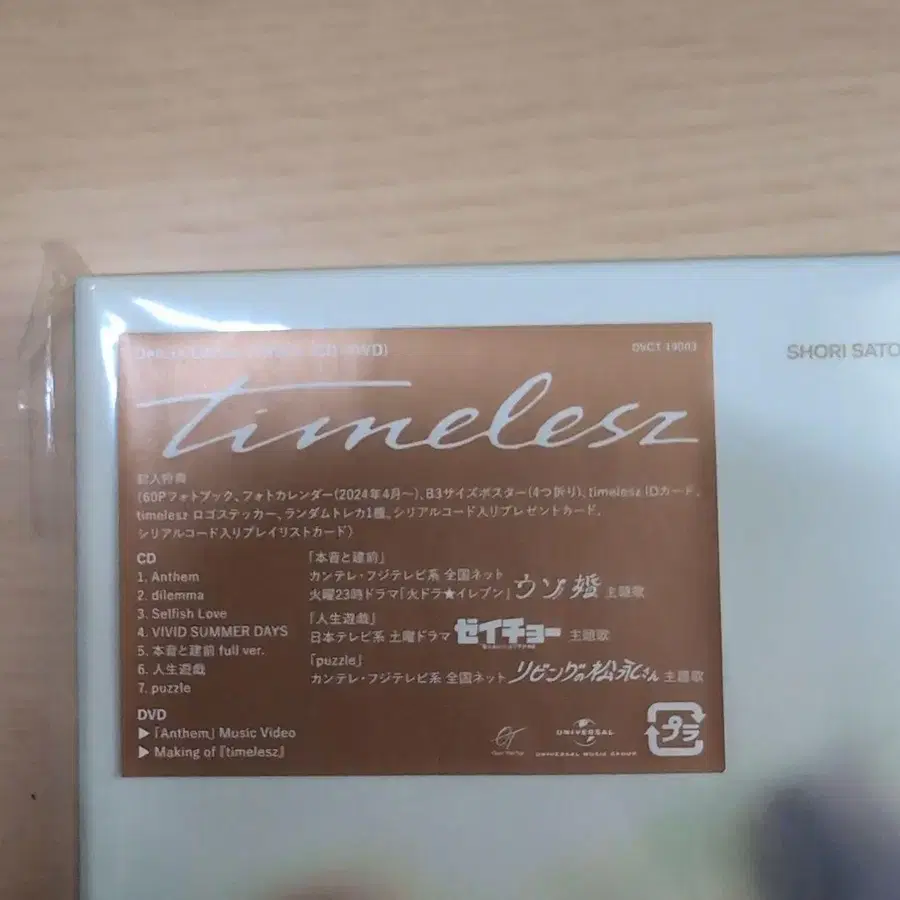 (CD+DVD)
DVCT-19003
SHORI SATO
timelesz
封入特典
(60Pフォトブック、フォトカレンダー(2024年4月〜)、B3サイズポスター(4つ折り)、timelesz IDカード、
timelesz ロゴステッカー、ランダムトレカ1種、シリアルコード入りプレゼントカード、
シリアルコード入りプレイリストカード)
CD
1. Anthem
2. dilemma
3. Selfish Love
4. VIVID SUMMER DAYS
5. 本音と建前 full ver.
6. 人生遊戯
7. puzzle
「本音と建前」
カンテレ・フジテレビ系 全国ネット
火曜23時ドラマ「火ドラ★イレブン」ウソ婚 主題歌
「人生遊戯」
日本テレビ系 土曜ドラマ ゼイチョー 主題歌
「puzzle」
カンテレ・フジテレビ系 全国ネット リビングの松永さん 主題歌
DVD
▶「Anthem」Music Video
▶ Making of『timelesz』
UNIVERSAL
UNIVERSAL MUSIC GROUP
プラ